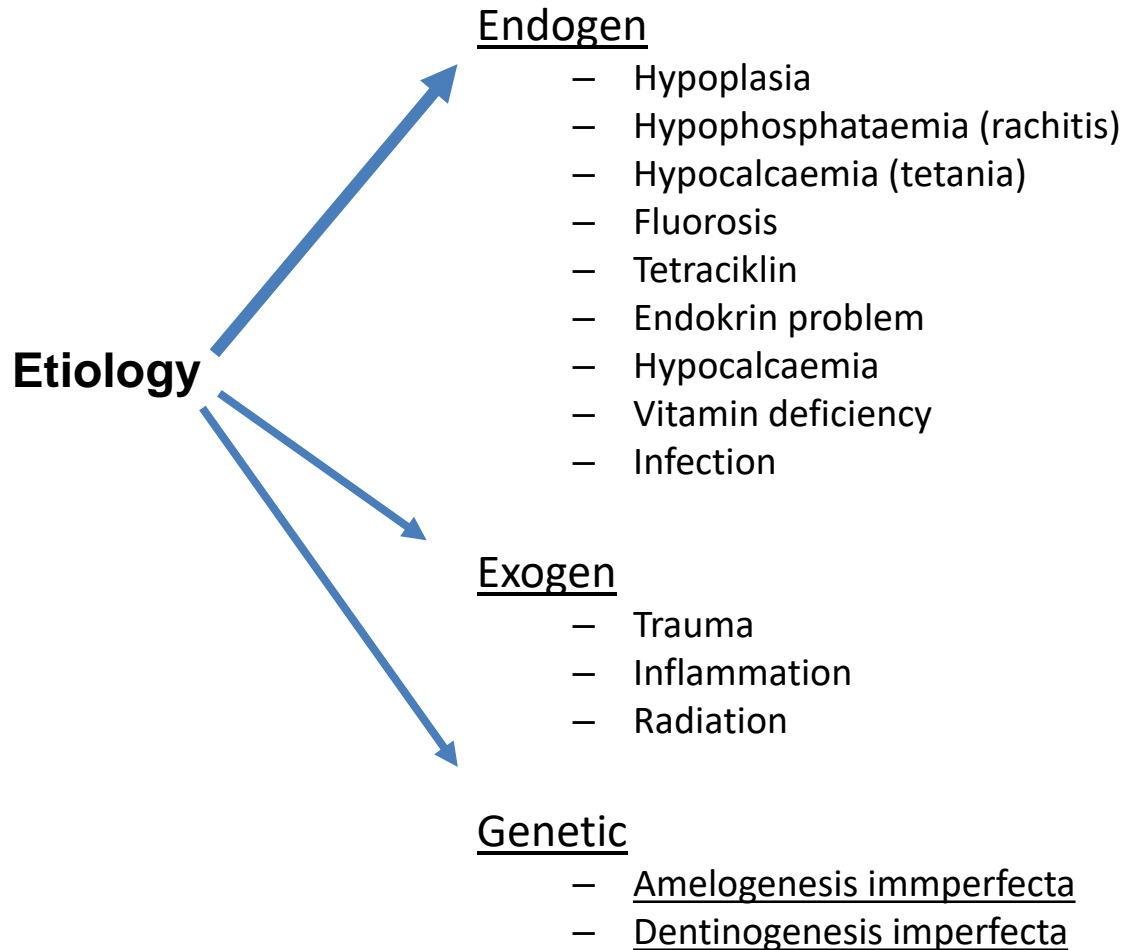 Endogen
– Hypoplasia
– Hypophosphataemia (rachitis)
– Hypocalcaemia (tetania)
– Fluorosis
– Tetraciklin
– Endokrin problem
– Hypocalcaemia
– Vitamin deficiency
– Infection
Etiology
Exogen
– Trauma
– Inflammation
– Radiation
Genetic
– Amelogenesis immperfecta
– Dentinogenesis imperfecta